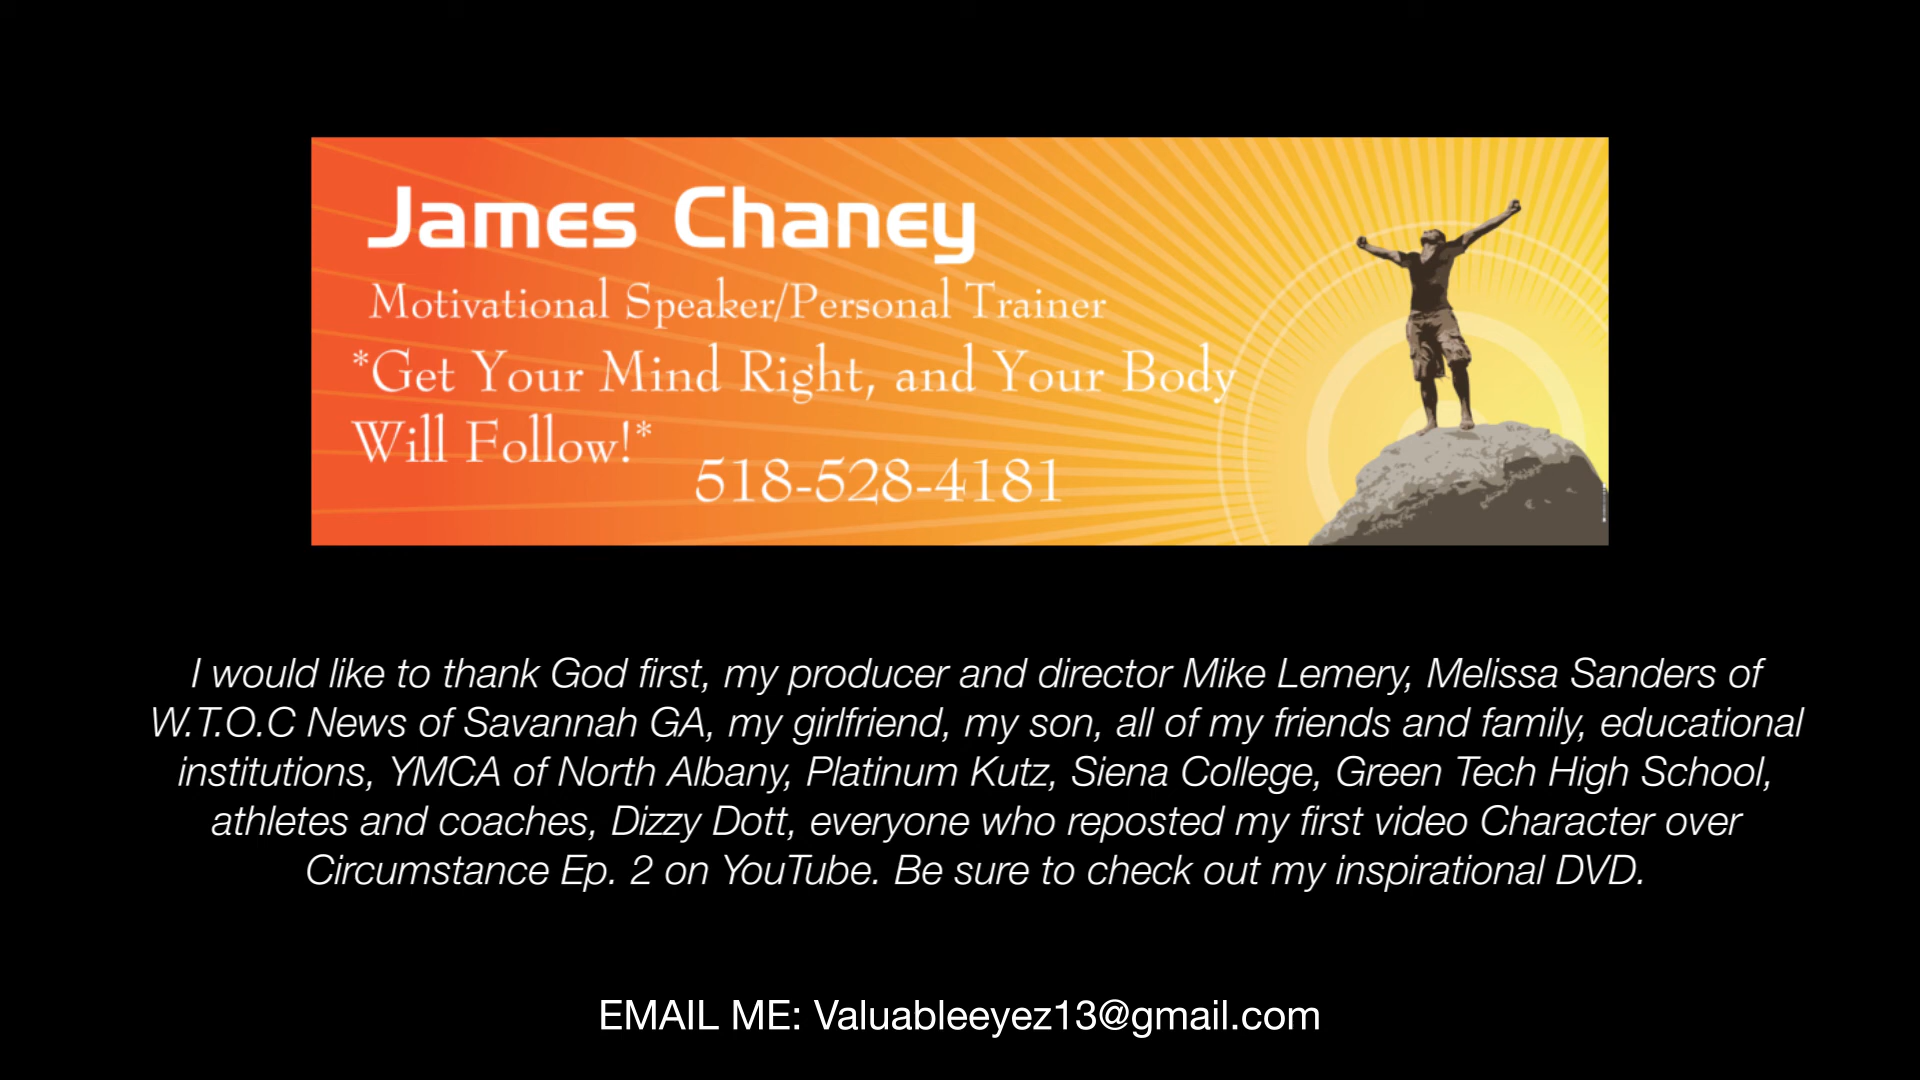 James Chaney
Motivational Speaker/Personal Trainer
*Get Your Mind Right, and Your Body
Will Follow!*
518-528-4181
I would like to thank God first, my producer and director Mike Lemery, Melissa Sanders of
W.T.O.C News of Savannah GA, my girlfriend, my son, all of my friends and family, educational
institutions, YMCA of North Albany, Platinum Kutz, Siena College, Green Tech High School,
athletes and coaches, Dizzy Dott, everyone who reposted my first video Character over
Circumstance Ep. 2 on YouTube. Be sure to check out my inspirational DVD.
EMAIL ME: Valuableeyez13@gmail.com